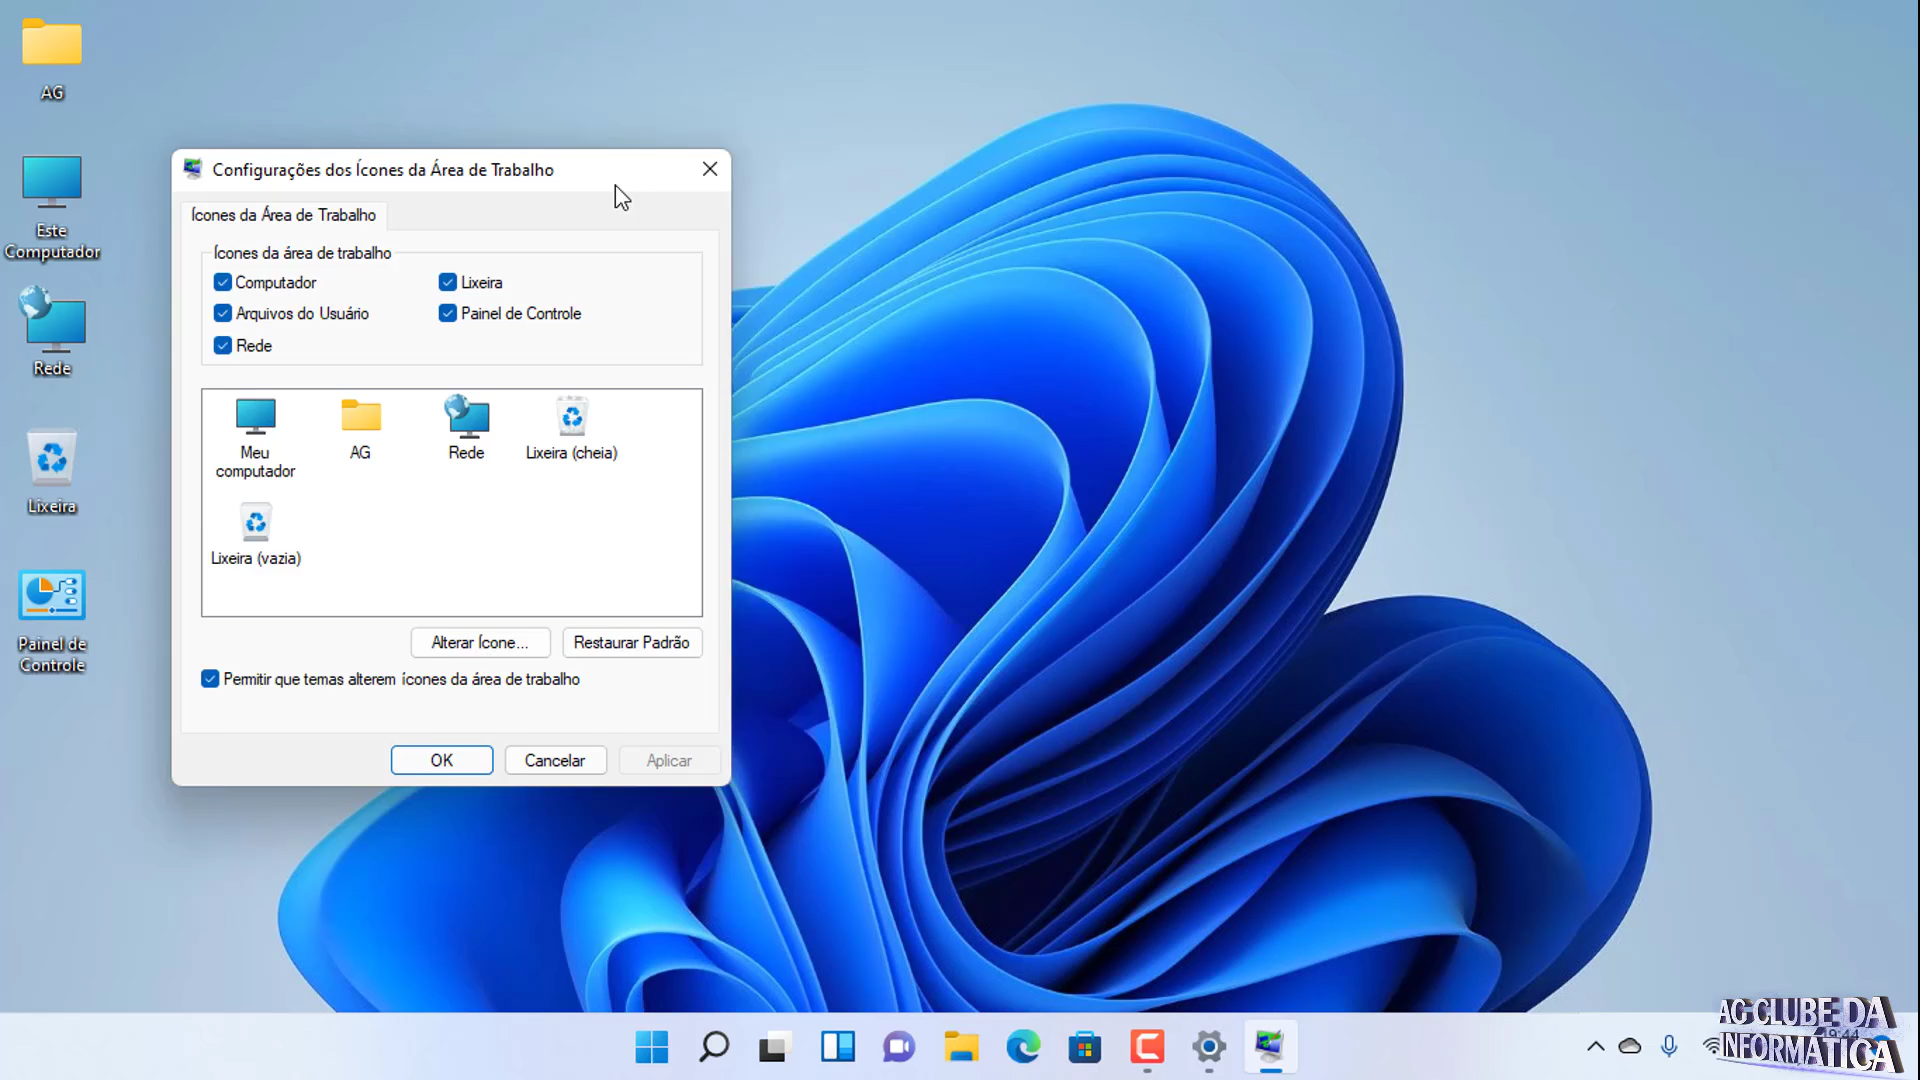 AG
Este
Computador
Rede
Lixeira
Painel de
Controle
Configurações dos Ícones da Área de Trabalho
Ícones da Área de Trabalho
Ícones da área de trabalho
Computador
Lixeira
Arquivos do Usuário
Painel de Controle
Rede
Meu
computador
AG
Rede
Lixeira (cheia)
Lixeira (vazia)
Alterar Ícone...
Restaurar Padrão
Permitir que temas alterem ícones da área de trabalho
OK
Cancelar
Aplicar
AG CLUBE DA
INFORMÁTICA